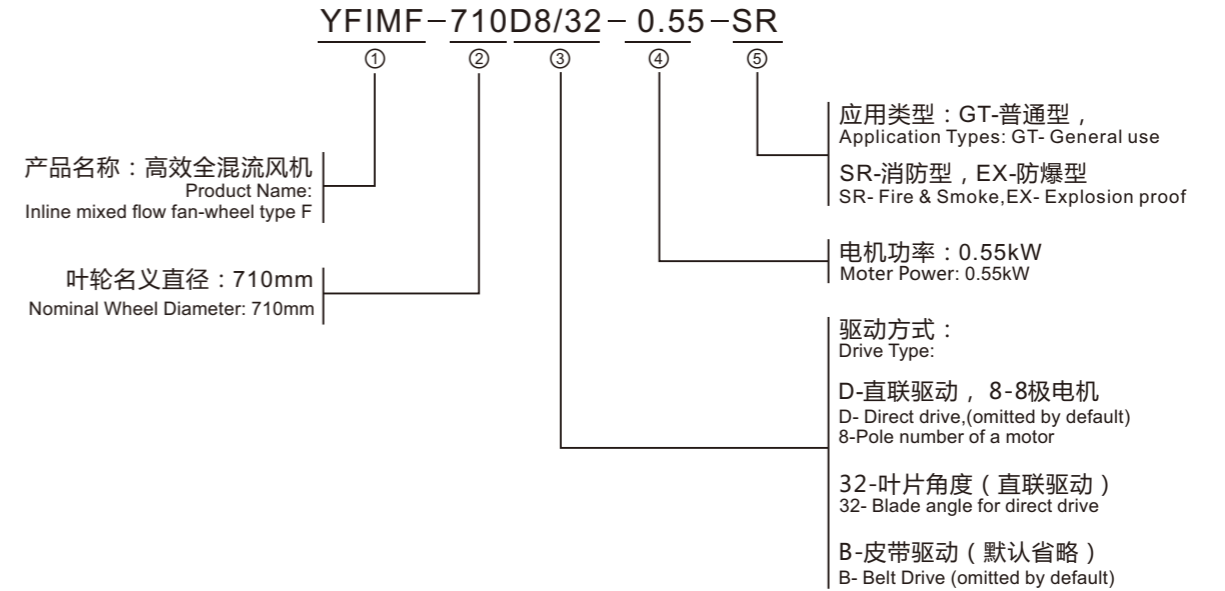 YFIMF-710D8/32-0.55-SR
① ② ③ ④ ⑤
产品名称：高效全混流风机
Product Name:
Inline mixed flow fan-wheel type F
叶轮名义直径：710mm
Nominal Wheel Diameter: 710mm
应用类型：GT-普通型，
Application Types: GT- General use
SR-消防型，EX-防爆型
SR- Fire & Smoke,EX- Explosion proof
电机功率：0.55kW
Moter Power: 0.55kW
驱动方式：
Drive Type:
D-直联驱动， 8-8极电机
D- Direct drive,(omitted by default)
8-Pole number of a motor
32-叶片角度（直联驱动）
32- Blade angle for direct drive
B-皮带驱动（默认省略）
B- Belt Drive (omitted by default)